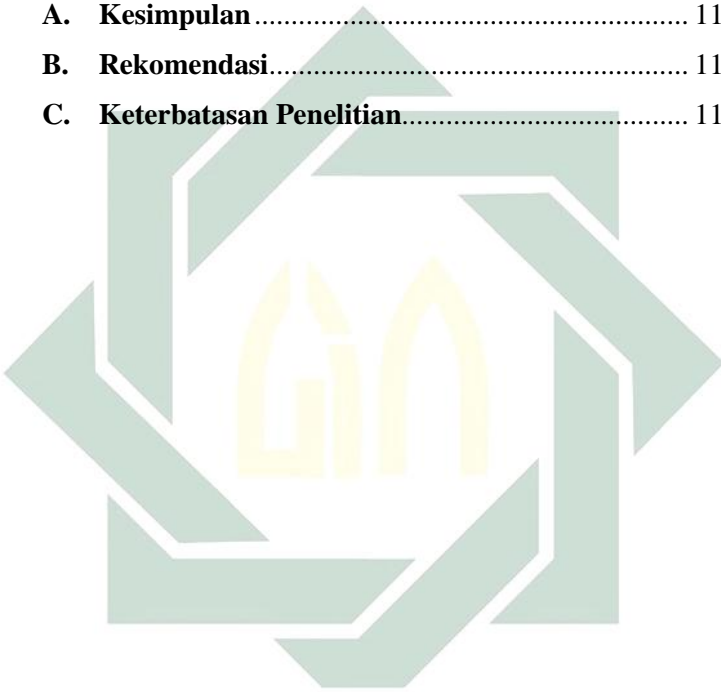 A. Kesimpulan.......................................................... 11
B. Rekomendasi........................................................ 11
C. Keterbatasan Penelitian...................................... 11